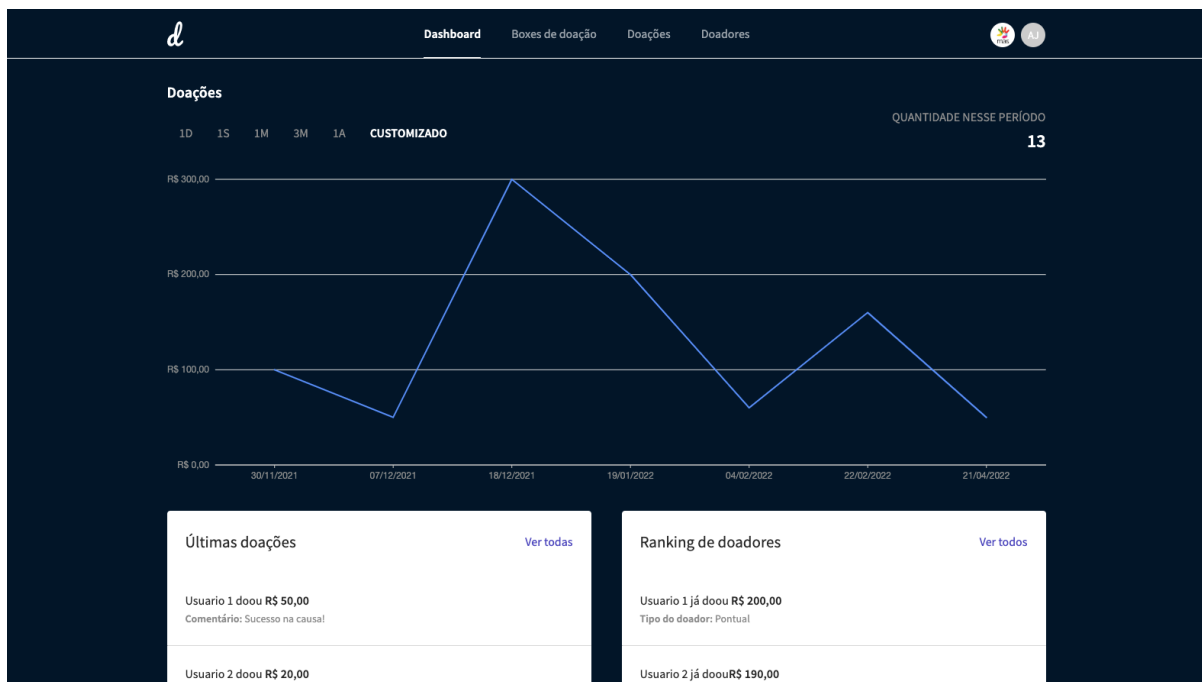 d
Dashboard Boxes de doação Doações Doadores
mais
AJ
Doações
1D 1S 1M 3M 1A CUSTOMIZADO
QUANTIDADE NESSE PERÍODO
13
R$ 300,00
R$ 200,00
R$ 100,00
R$ 0,00
30/11/2021 07/12/2021 18/12/2021 19/01/2022 04/02/2022 22/02/2022 21/04/2022
Últimas doações Ver todas
Usuario 1 doou R$ 50,00
Comentário: Sucesso na causa!
Usuario 2 doou R$ 20,00
Ranking de doadores Ver todos
Usuario 1 já doou R$ 200,00
Tipo do doador: Pontual
Usuario 2 já doouR$ 190,00